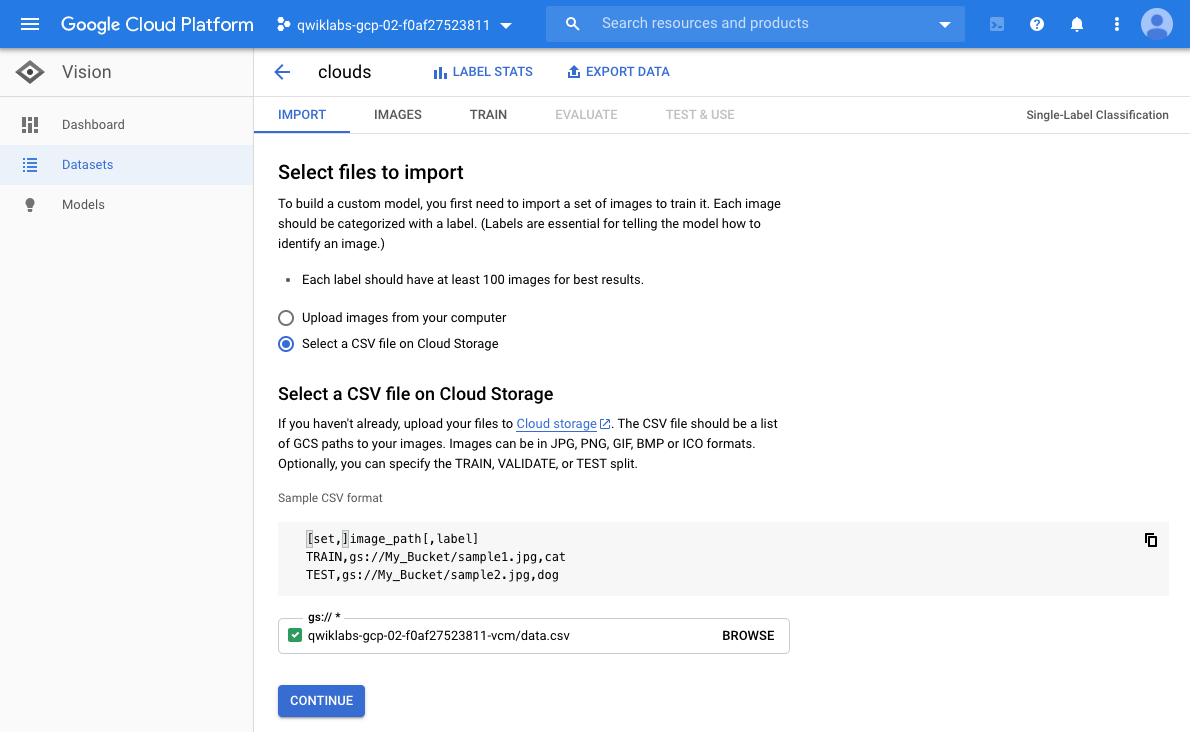 Google Cloud Platform
qwiklabs-gcp-02-f0af27523811
Search resources and products
Vision
clouds
LABEL STATS
EXPORT DATA
Dashboard
Datasets
Models
IMPORT
IMAGES
TRAIN
EVALUATE
TEST & USE
Single-Label Classification
Select files to import
To build a custom model, you first need to import a set of images to train it. Each image
should be categorized with a label. (Labels are essential for telling the model how to
identify an image.)
Each label should have at least 100 images for best results.
Upload images from your computer
Select a CSV file on Cloud Storage
Select a CSV file on Cloud Storage
If you haven't already, upload your files to Cloud storage. The CSV file should be a list
of GCS paths to your images. Images can be in JPG, PNG, GIF, BMP or ICO formats.
Optionally, you can specify the TRAIN, VALIDATE, or TEST split.
Sample CSV format
[set,]image_path[,label]
TRAIN,gs://My_Bucket/sample1.jpg,cat
TEST,gs://My_Bucket/sample2.jpg,dog
gs:// *
qwiklabs-gcp-02-f0af27523811-vcm/data.csv
BROWSE
CONTINUE